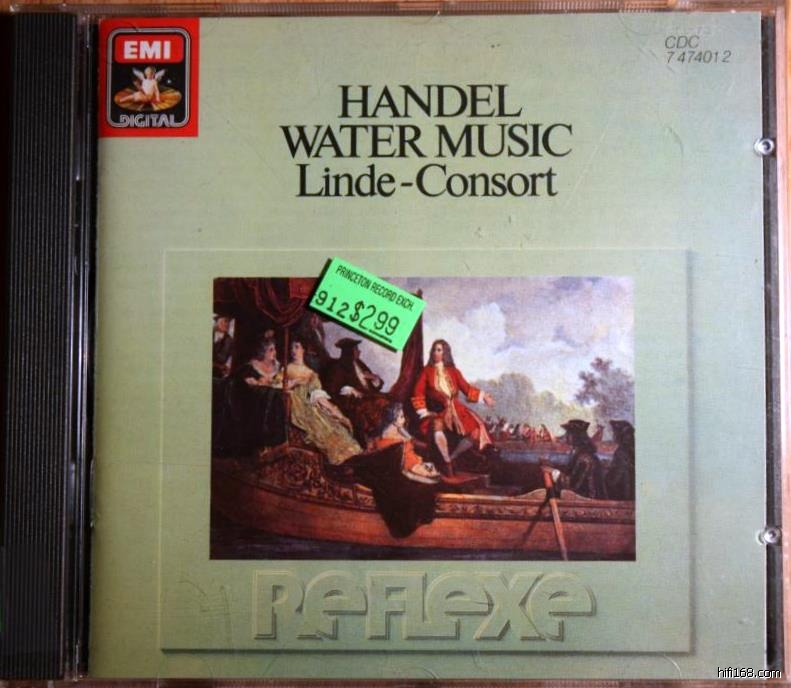 EMI
DIGITAL
CDC
7 47401 2
HANDEL
WATER MUSIC
Linde-Consort
PRINCETON RECORD EXCH.
912 $2.99
REFLEXE
hifi168.com